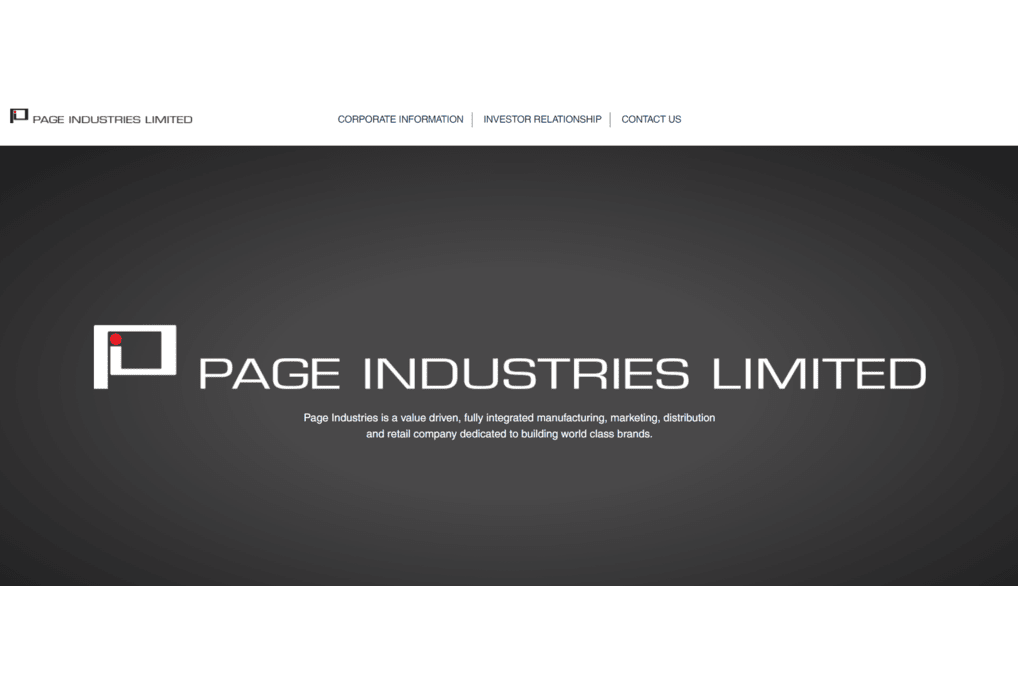 PAGE INDUSTRIES LIMITED
CORPORATE INFORMATION
INVESTOR RELATIONSHIP
CONTACT US
PAGE INDUSTRIES LIMITED
Page Industries is a value driven, fully integrated manufacturing, marketing, distribution
and retail company dedicated to building world class brands.